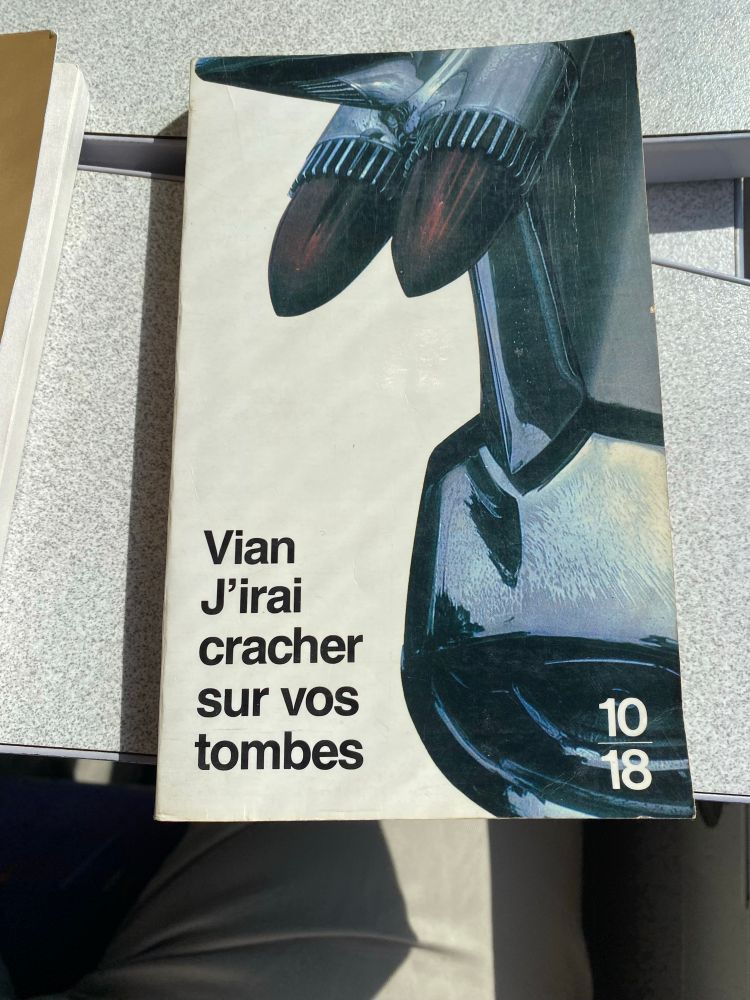 Vian
J'irai
cracher
sur vos
tombes
10
18